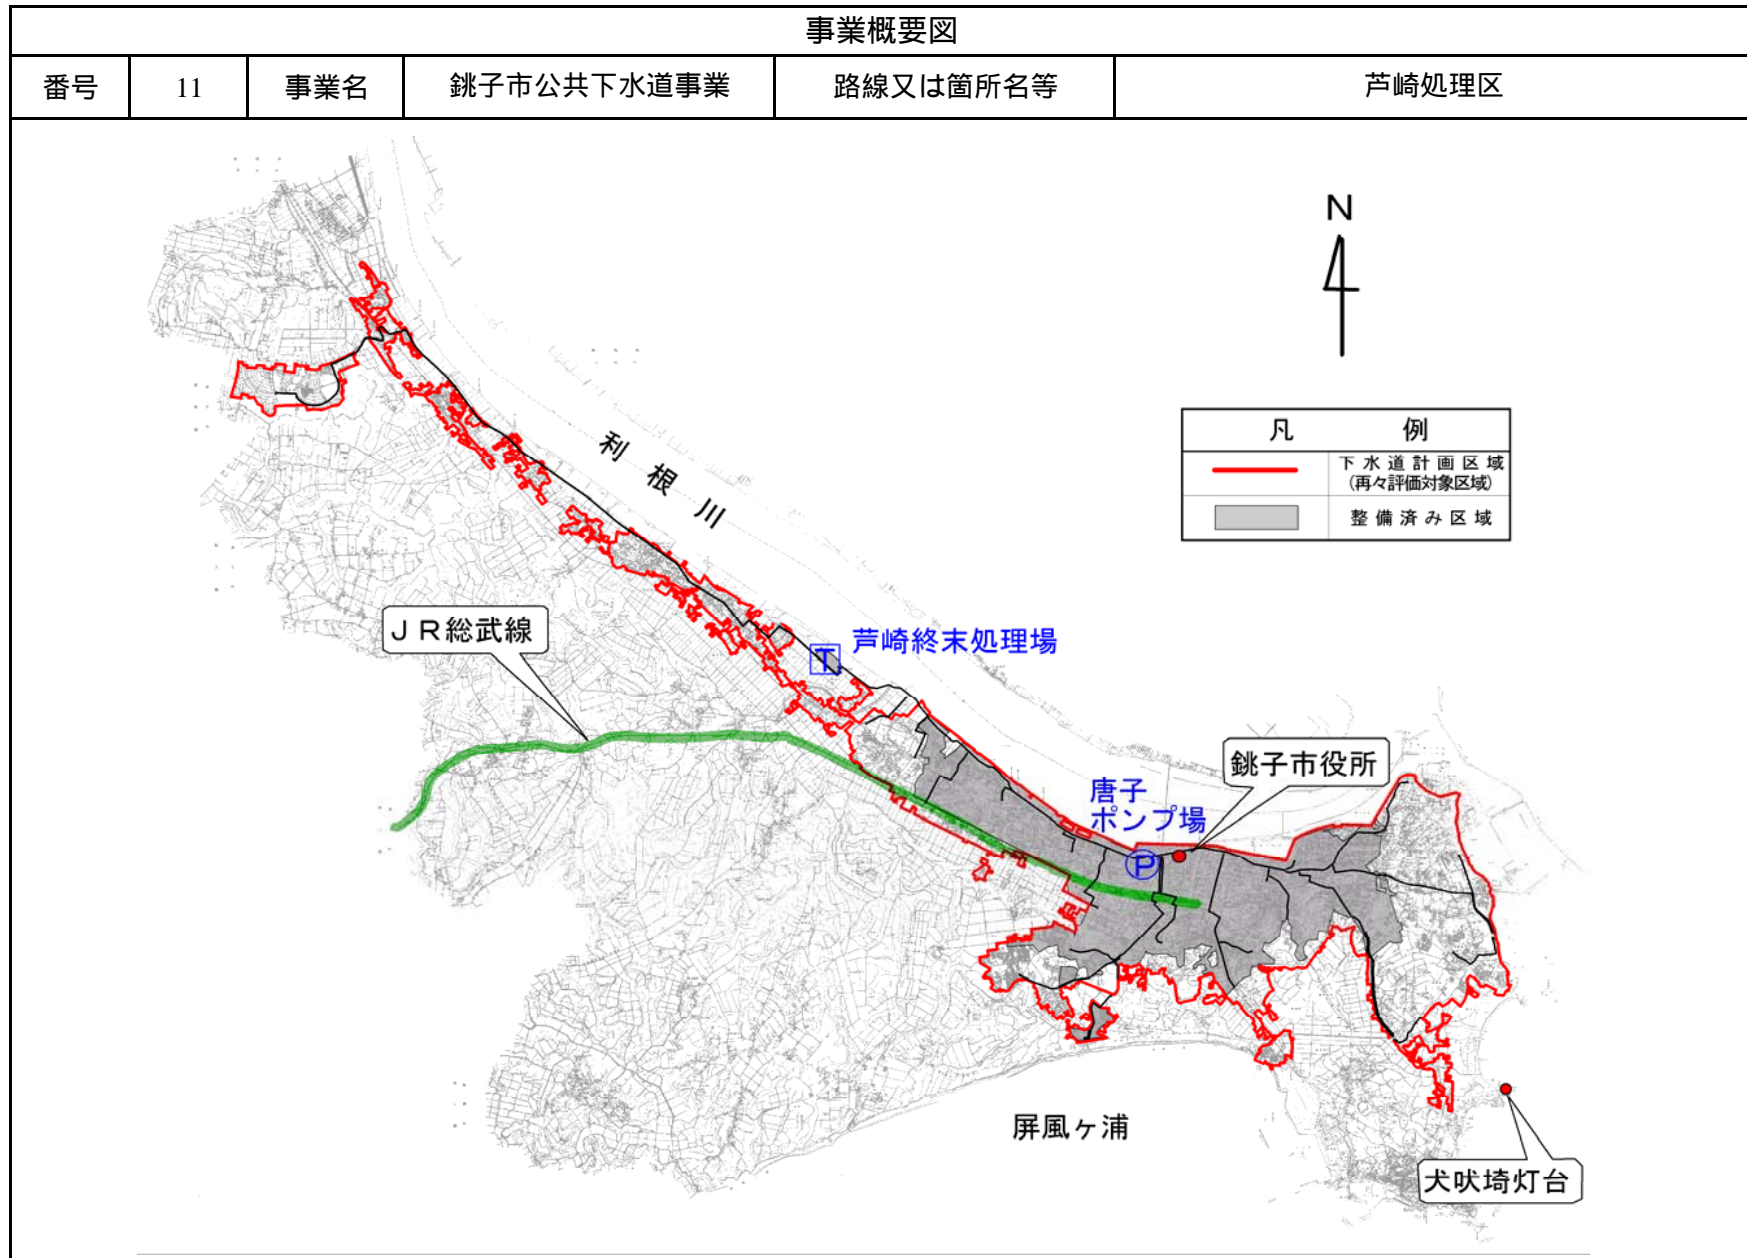 事業概要図
番号 11 事業名 銚子市公共下水道事業 路線又は箇所名等 芦崎処理区
N
凡例
下水道計画区域
(再々評価対象区域)
整備済み区域
利根川
JR総武線
T 芦崎終末処理場
銚子市役所
唐子
ポンプ場
P
屏風ヶ浦
犬吠埼灯台